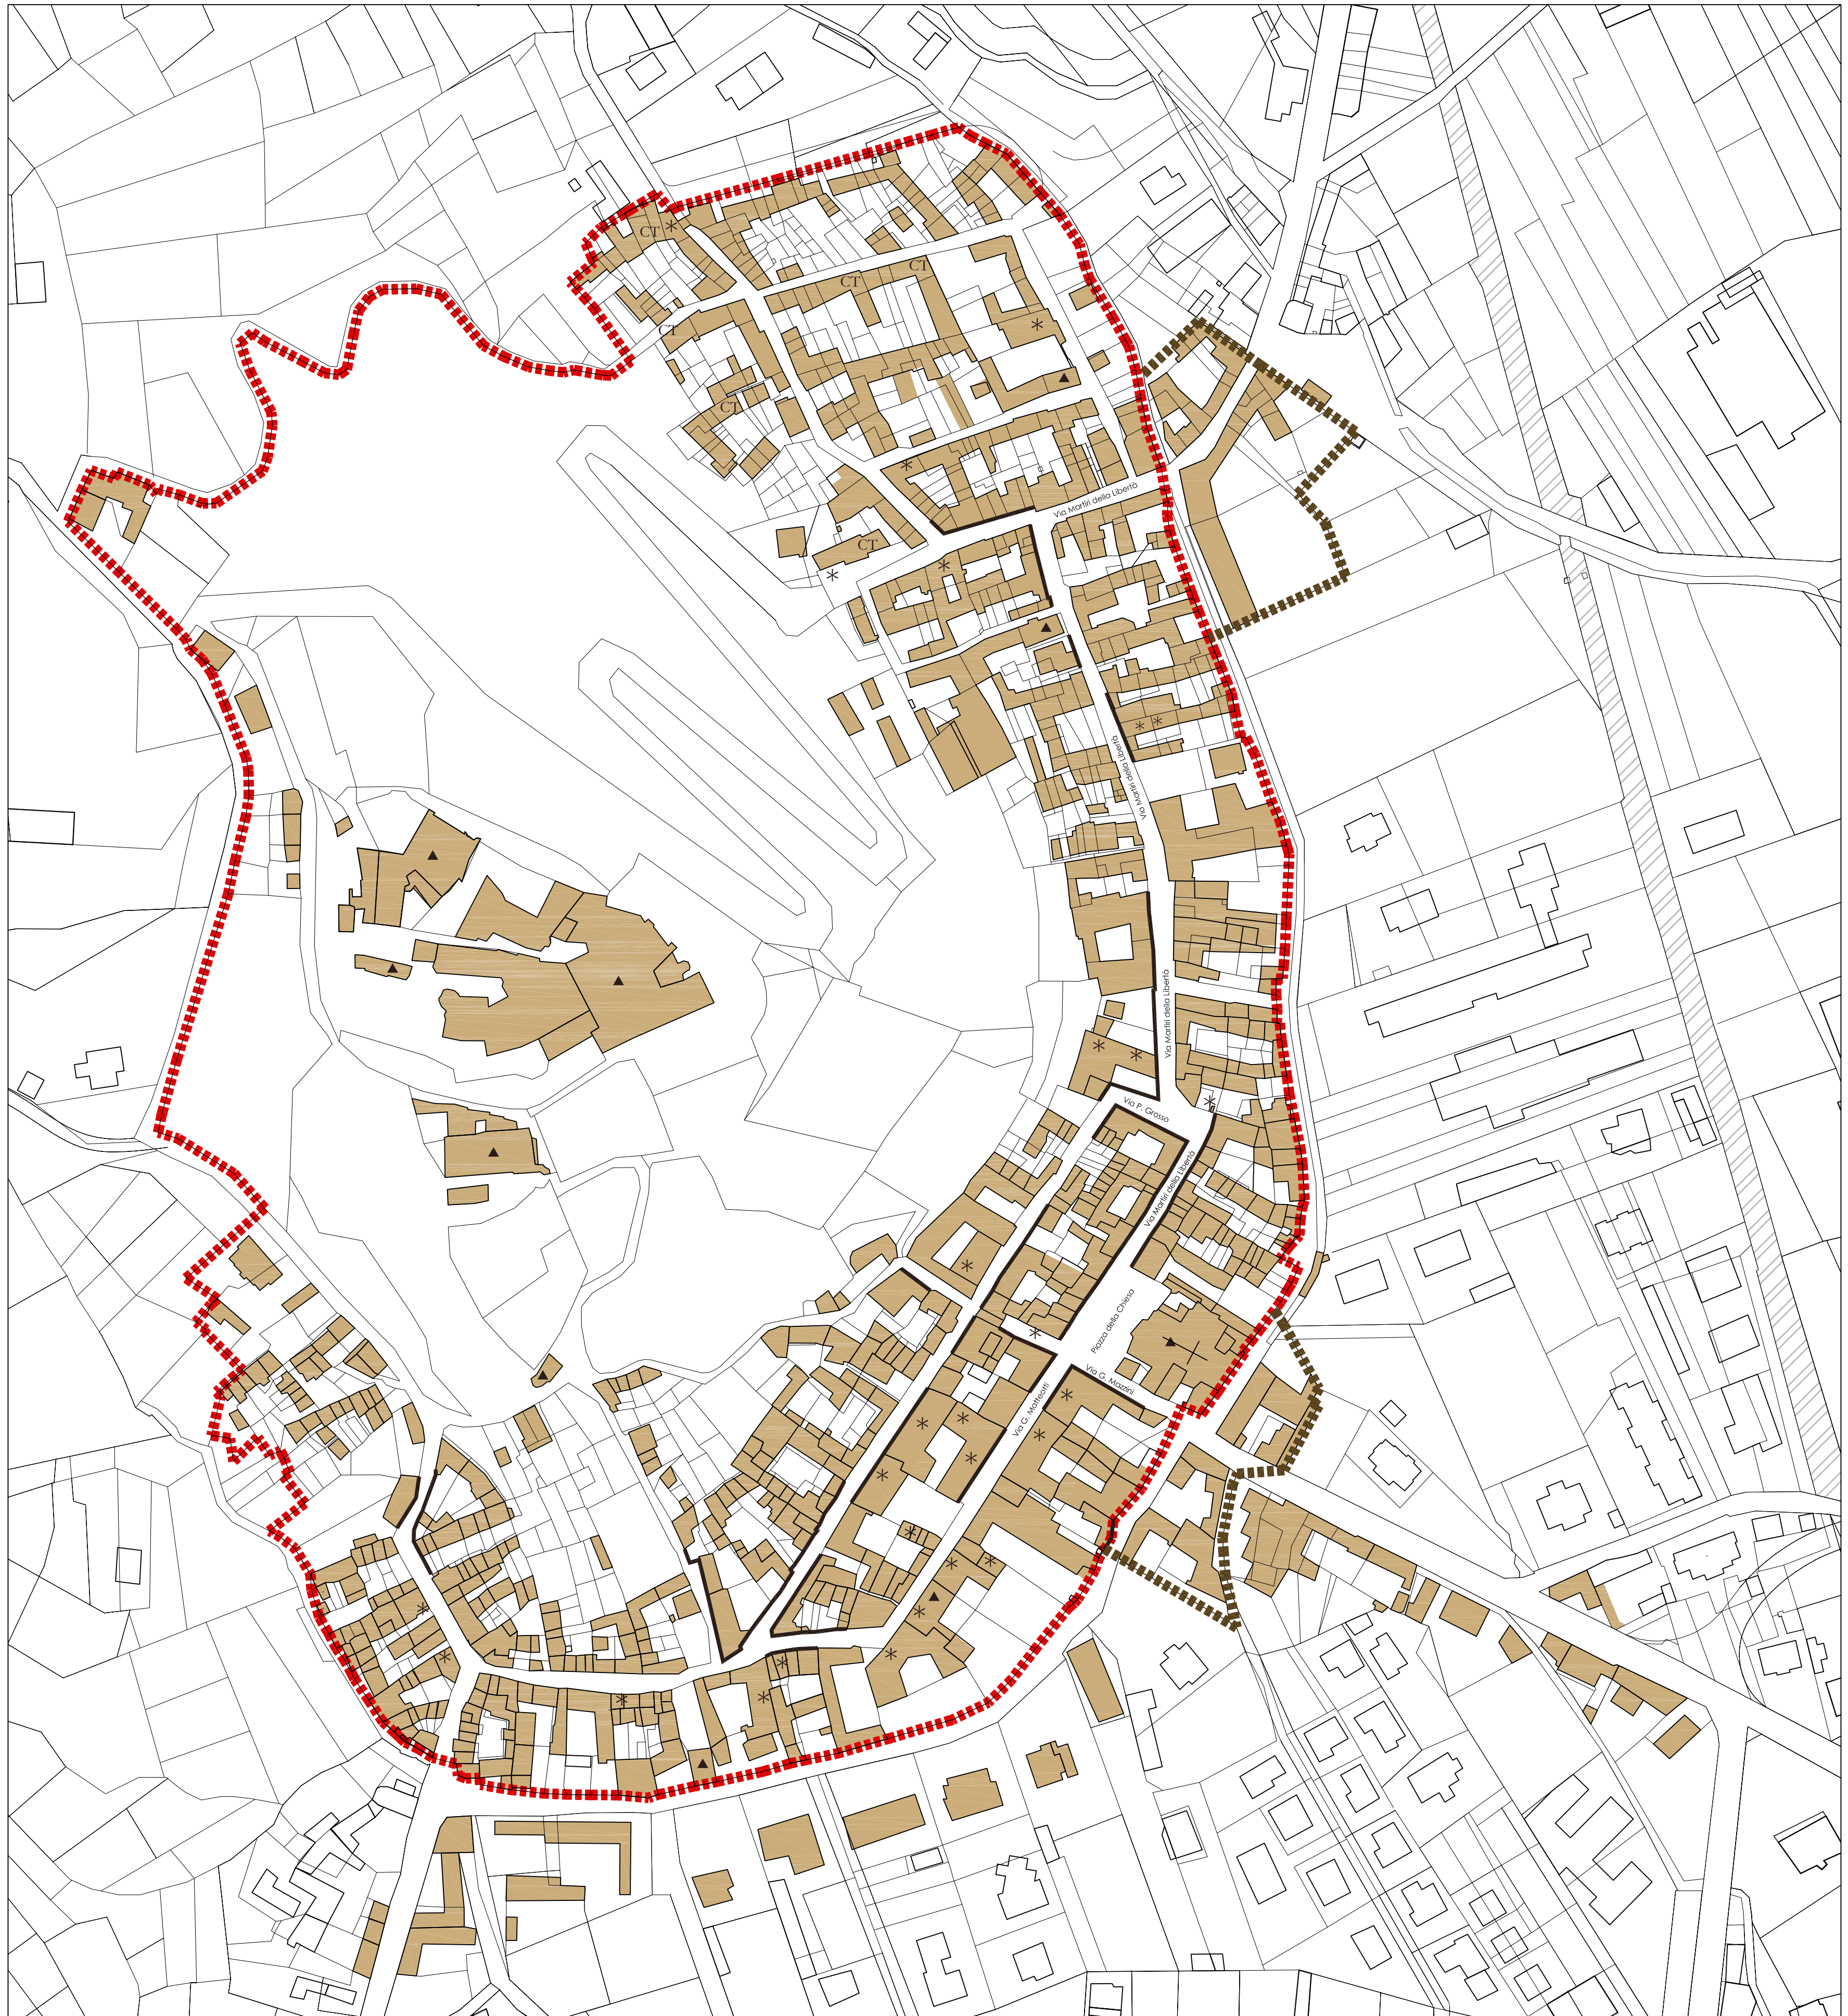 CT
CT
CT
CT
CT
Via Martiri della Libertà
CT
Via Martiri della Libertà
Via Martiri della Libertà
Via P. Grosso
Via Martiri della Libertà
Piazza della Chiesa
Via G. Mazzini
Via G. Matteotti